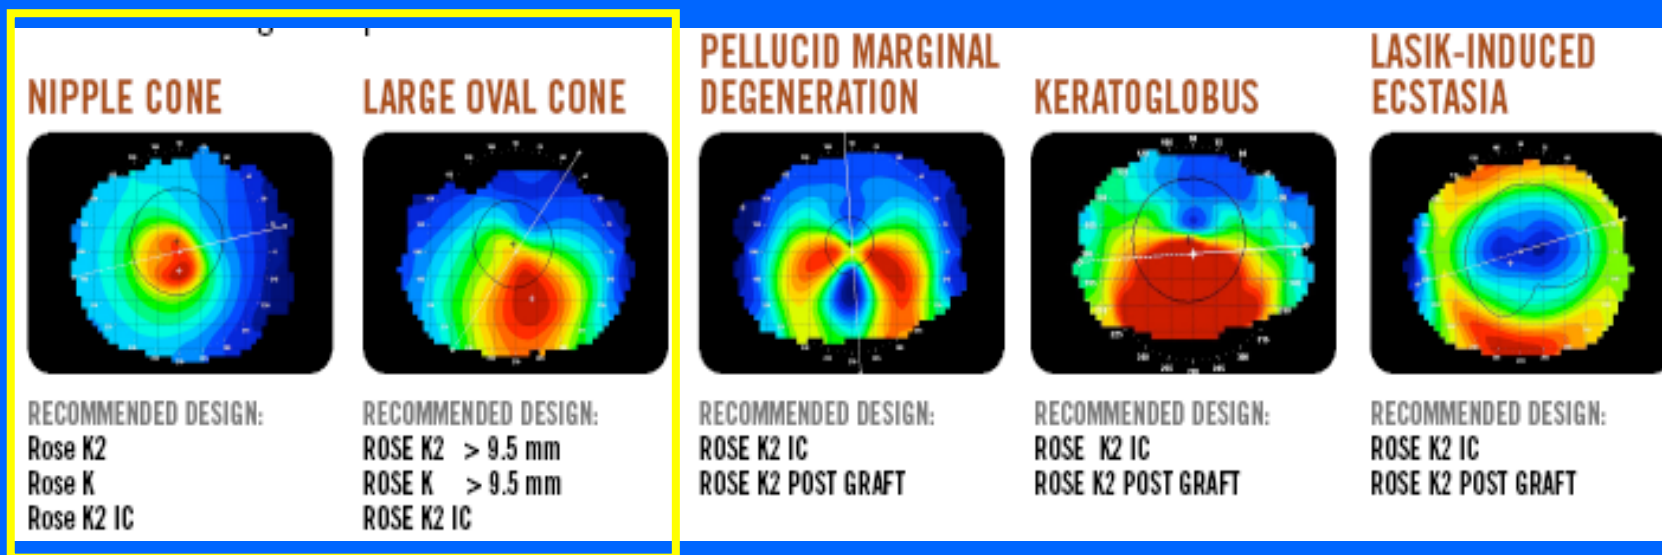 NIPPLE CONE
RECOMMENDED DESIGN:
Rose K2
Rose K
Rose K2 IC
LARGE OVAL CONE
RECOMMENDED DESIGN:
ROSE K2 > 9.5 mm
ROSE K > 9.5 mm
ROSE K2 IC
PELLUCID MARGINAL
DEGENERATION
RECOMMENDED DESIGN:
ROSE K2 IC
ROSE K2 POST GRAFT
KERATOGLOBUS
RECOMMENDED DESIGN:
ROSE K2 IC
ROSE K2 POST GRAFT
LASIK-INDUCED
ECSTASIA
RECOMMENDED DESIGN:
ROSE K2 IC
ROSE K2 POST GRAFT